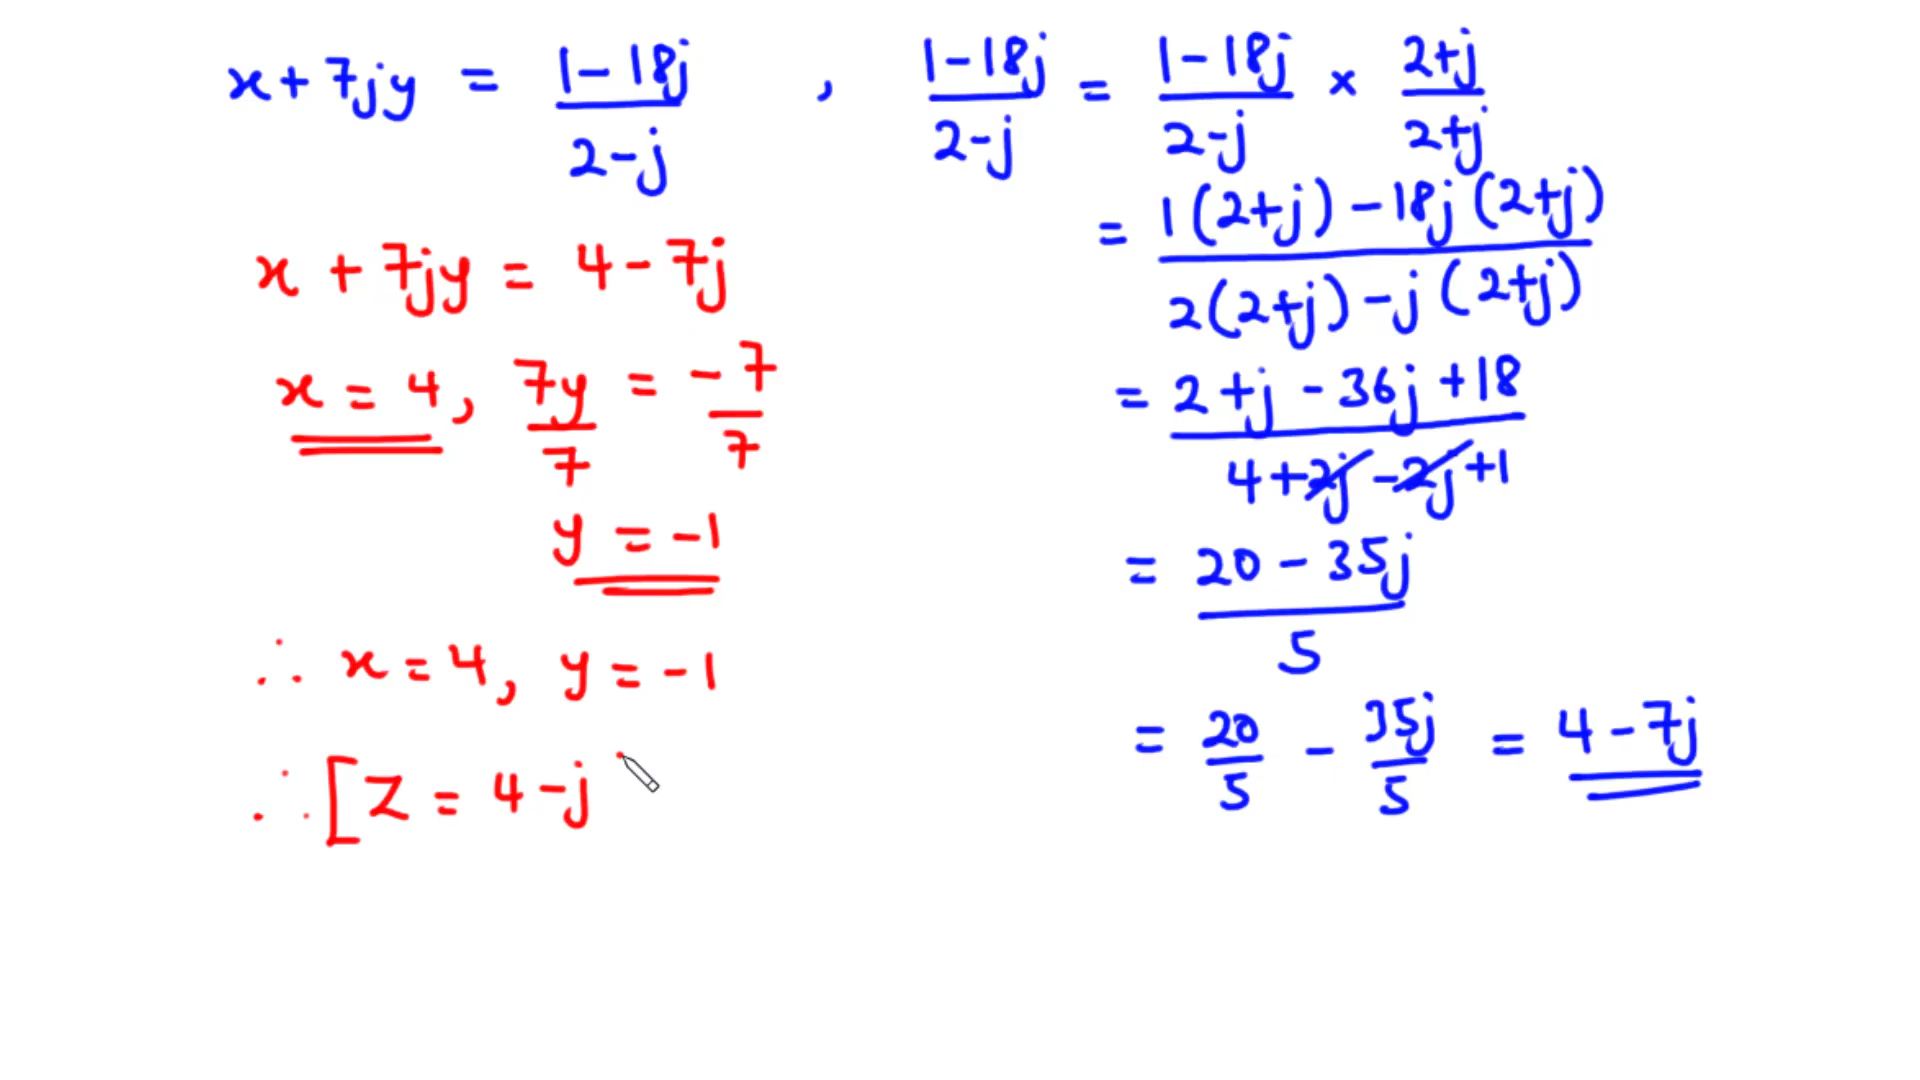 x + 7jy = (1 - 18j)/(2 - j) ,
x + 7jy = 4 - 7j
x = 4, 7y/7 = -7/7
y = -1
∴ x = 4, y = -1
∴ [Z = 4 - j
(1 - 18j)/(2 - j) = (1 - 18j)/(2 - j) × (2 + j)/(2 + j)
= (1(2 + j) - 18j(2 + j))/(2(2 + j) - j(2 + j))
= (2 + j - 36j + 18)/(4 + 2j - 2j + 1)
= (20 - 35j)/5
= 20/5 - 35j/5 = 4 - 7j